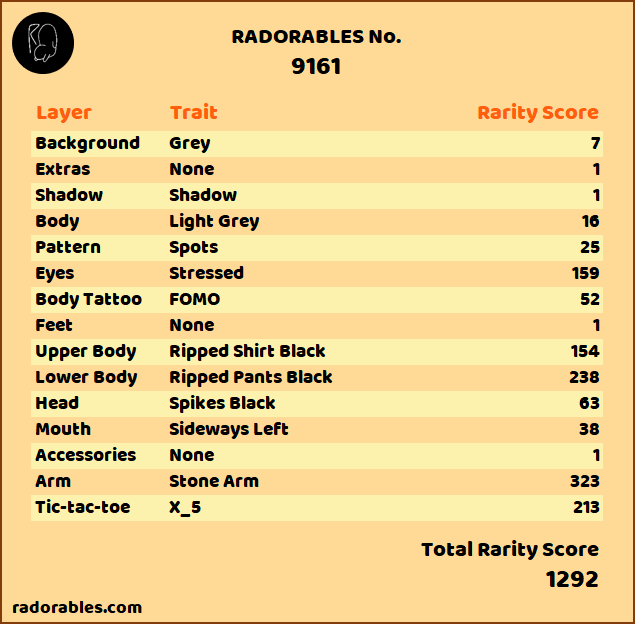 RADORABLES No.
9161
Layer Trait Rarity Score
Background Grey 7
Extras None 1
Shadow Shadow 1
Body Light Grey 16
Pattern Spots 25
Eyes Stressed 159
Body Tattoo FOMO 52
Feet None 1
Upper Body Ripped Shirt Black 154
Lower Body Ripped Pants Black 238
Head Spikes Black 63
Mouth Sideways Left 38
Accessories None 1
Arm Stone Arm 323
Tic-tac-toe X_5 213
Total Rarity Score
1292
radorables.com